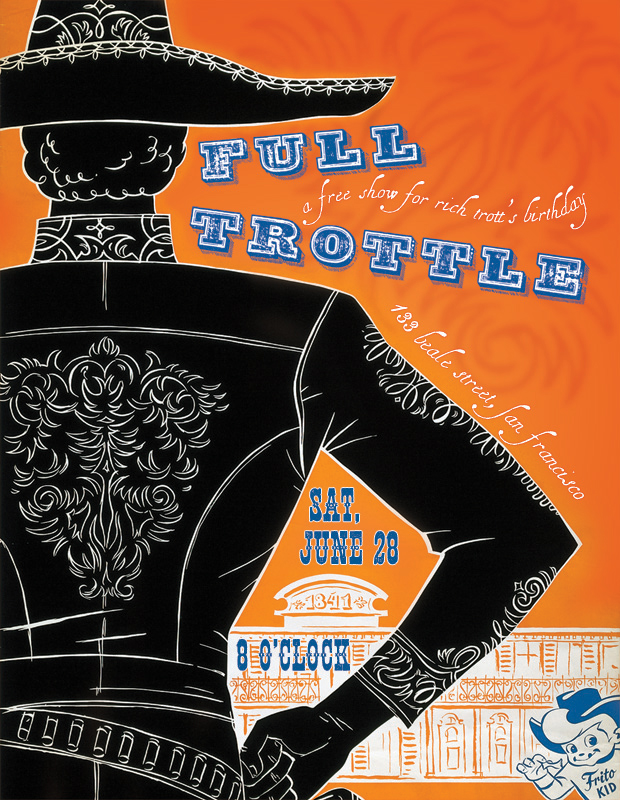 FULL
a free show for rich trott's birthday
TROTTLE
133 beale street, san francisco
SAT,
JUNE 28
1841
8 O'CLOCK
Frito
KID